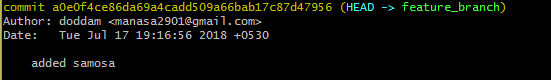 commit a0e0f4ce86da69a4cadd509a66bab17c87d47956 (HEAD -> feature_branch)
Author: doddam <manasa2901@gmail.com>
Date:   Tue Jul 17 19:16:56 2018 +0530
added samosa